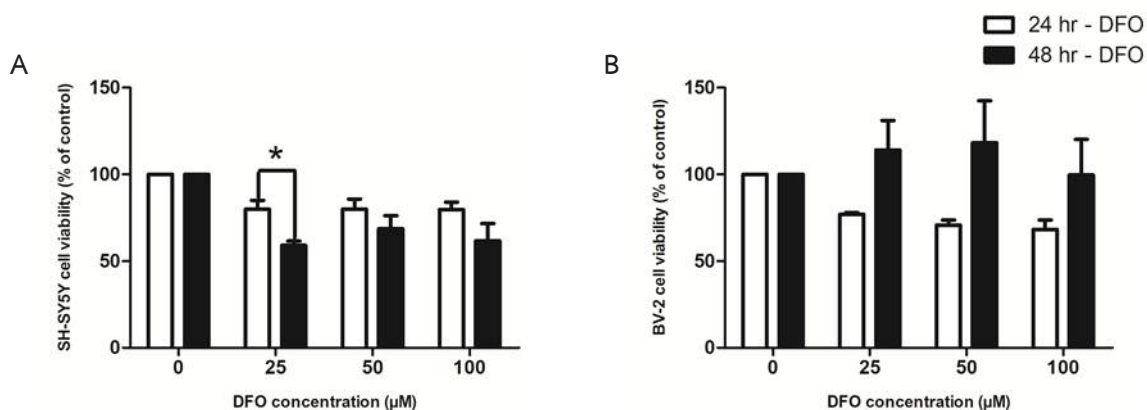 24 hr - DFO
48 hr - DFO
A
150
100
50
0
SH-SY5Y cell viability (% of control)
*
0 25 50 100
DFO concentration (µM)
B
150
100
50
0
BV-2 cell viability (% of control)
0 25 50 100
DFO concentration (µM)